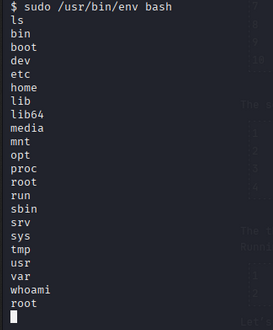 $ sudo /usr/bin/env bash
ls
bin
boot
dev
etc
home
lib
lib64
media
mnt
opt
proc
root
run
sbin
srv
sys
tmp
usr
var
whoami
root